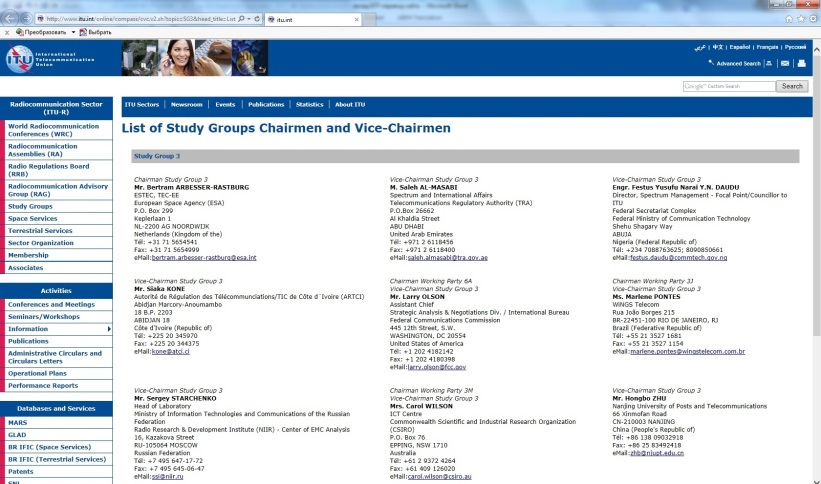 http://www.itu.int/online/
itu.int
Преобразовать
Выбрать
ITU
International
Telecommunication
Union
عربي | 中文 | Español | Français | Русский
Advanced Search
Search
Radiocommunication Sector
(ITU-R)
World Radiocommunication
Conferences (WRC)
Radiocommunication
Assemblies (RA)
Radio Regulations Board
(RRB)
Radiocommunication Advisory
Group (RAG)
Study Groups
Space Services
Terrestrial Services
Sector Organization
Membership
Associates
Activities
Conferences and Meetings
Seminars/Workshops
Information
Publications
Administrative Circulars and
Circulars Letters
Operational Plans
Performance Reports
Databases and Services
MARS
GLAD
BR IFIC (Space Services)
BR IFIC (Terrestrial Services)
Patents
ITU Sectors | Newsroom | Events | Publications | Statistics | About ITU
List of Study Groups Chairmen and Vice-Chairmen
Study Group 3
Chairman Study Group 3
Mr. Bertram ARBESSER-RASTBURG
ESTEC, TEC-EE
European Space Agency (ESA)
P.O. Box 299
Keplerlaan 1
NL-2200 AG NOORDWIJK
Netherlands (Kingdom of the)
Tél: +31 71 5654541
Fax: +31 71 5654999
eMail:bertram.arbesser-rastburg@esa.int
Vice-Chairman Study Group 3
M. Saleh AL-MASABI
Spectrum and International Affairs
Telecommunications Regulatory Authority (TRA)
P.O.Box 26662
Al Khaldia Street
ABU DHABI
United Arab Emirates
Tél: +971 2 6118456
Fax: +971 2 6118400
eMail:saleh.almasabi@tra.gov.ae
Vice-Chairman Study Group 3
Engr. Festus Yusufu Narai Y.N. DAUDU
Director, Spectrum Management - Focal Point/Councillor to
ITU
Federal Secretariat Complex
Federal Ministry of Communication Technology
Shehu Shagary Way
ABUJA
Nigeria (Federal Republic of)
Tél: +234 7088763625; 8090850661
eMail:festus.daudu@commtech.gov.ng
Vice-Chairman Study Group 3
Mr. Siaka KONE
Autorité de Régulation des Télécommunciations/TIC de Côte d´Ivoire (ARTCI)
Abidjan Marcory-Anoumambo
18 B.P. 2203
ABIDJAN 18
Côte d'Ivoire (Republic of)
Tél: +225 20 345970
Fax: +225 20 344375
eMail:kone@atci.ci
Chairman Working Party 6A
Vice-Chairman Study Group 3
Mr. Larry OLSON
Assistant Chief
Strategic Analysis & Negotiations Div. / International Bureau
Federal Communications Commission
445 12th Street, S.W.
WASHINGTON, DC 20554
United States of America
Tél: +1 202 4182142
Fax: +1 202 4180398
eMail:larry.olson@fcc.gov
Chairman Working Party 3J
Vice-Chairman Study Group 3
Ms. Marlene PONTES
WINGS Telecom
Rua João Borges 215
BR-22451-100 RIO DE JANEIRO, RJ
Brazil (Federative Republic of)
Tél: +55 21 3527 1681
Fax: +55 21 3527 1154
eMail:marlene.pontes@wingstelecom.com.br
Vice-Chairman Study Group 3
Mr. Sergey STARCHENKO
Head of Laboratory
Ministry of Information Technologies and Communications of the Russian
Federation
Radio Research & Development Institute (NIIR) - Center of EMC Analysis
16, Kazakova Street
RU-105064 MOSCOW
Russian Federation
Tél: +7 495 647-17-72
Fax: +7 495 645-06-47
eMail:ssi@niir.ru
Chairman Working Party 3M
Vice-Chairman Study Group 3
Mrs. Carol WILSON
ICT Centre
Commonwealth Scientific and Industrial Research Organization
(CSIRO)
P.O. Box 76
EPPING, NSW 1710
Australia
Tél: +61 2 9372 4264
Fax: +61 409 126020
eMail:carol.wilson@csiro.au
Vice-Chairman Study Group 3
Mr. Hongbo ZHU
Nanjing University of Posts and Telecommunications
66 Xinmofan Road
CN-210003 NANJING
China (People's Republic of)
Tél: +86 138 09032918
Fax: +86 25 83492418
eMail:zhb@njupt.edu.cn